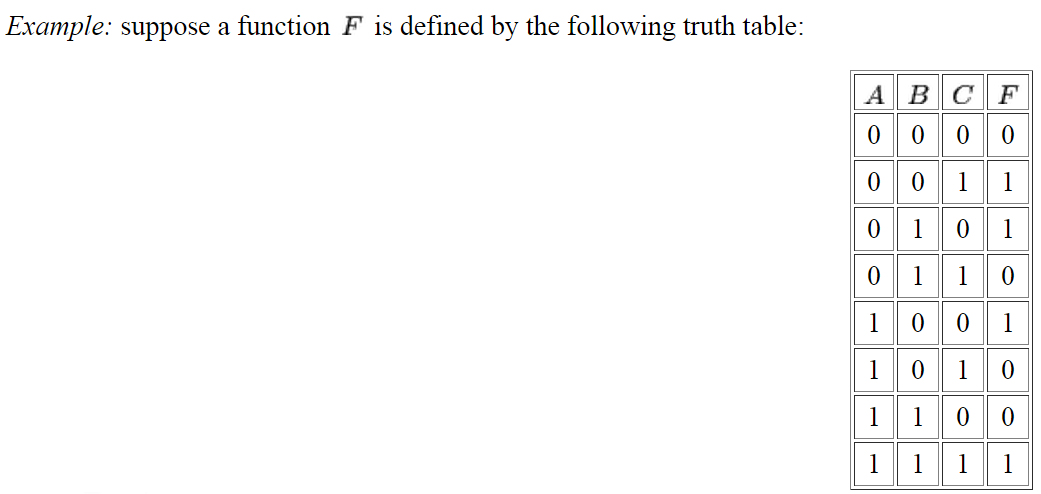 Example: suppose a function F is defined by the following truth table:
A B C F
0 0 0 0
0 0 1 1
0 1 0 1
0 1 1 0
1 0 0 1
1 0 1 0
1 1 0 0
1 1 1 1